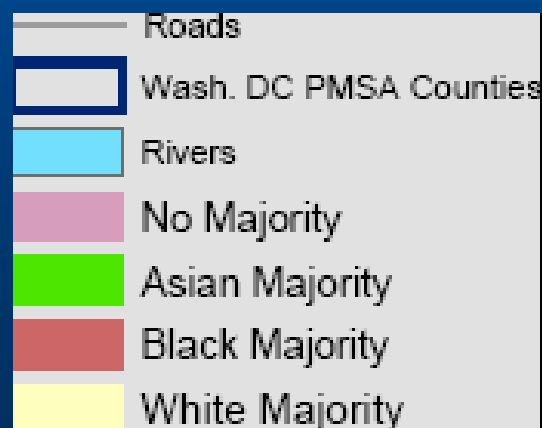 Roads
Wash. DC PMSA Counties
Rivers
No Majority
Asian Majority
Black Majority
White Majority